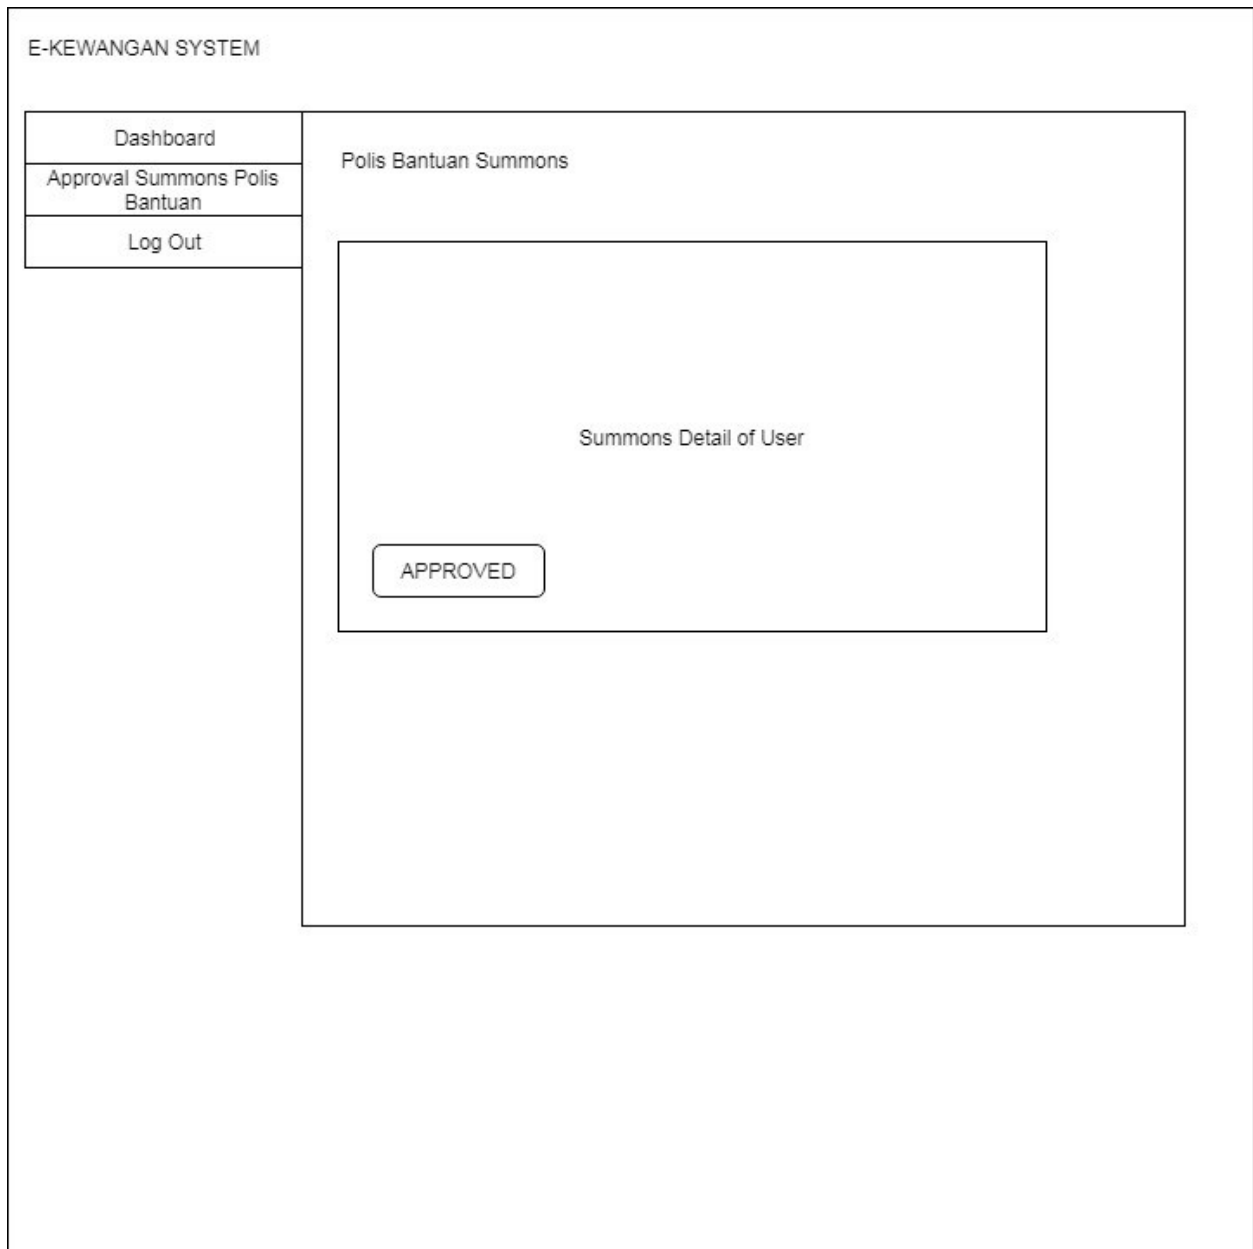 E-KEWANGAN SYSTEM
Dashboard
Approval Summons Polis
Bantuan
Log Out
Polis Bantuan Summons
Summons Detail of User
APPROVED